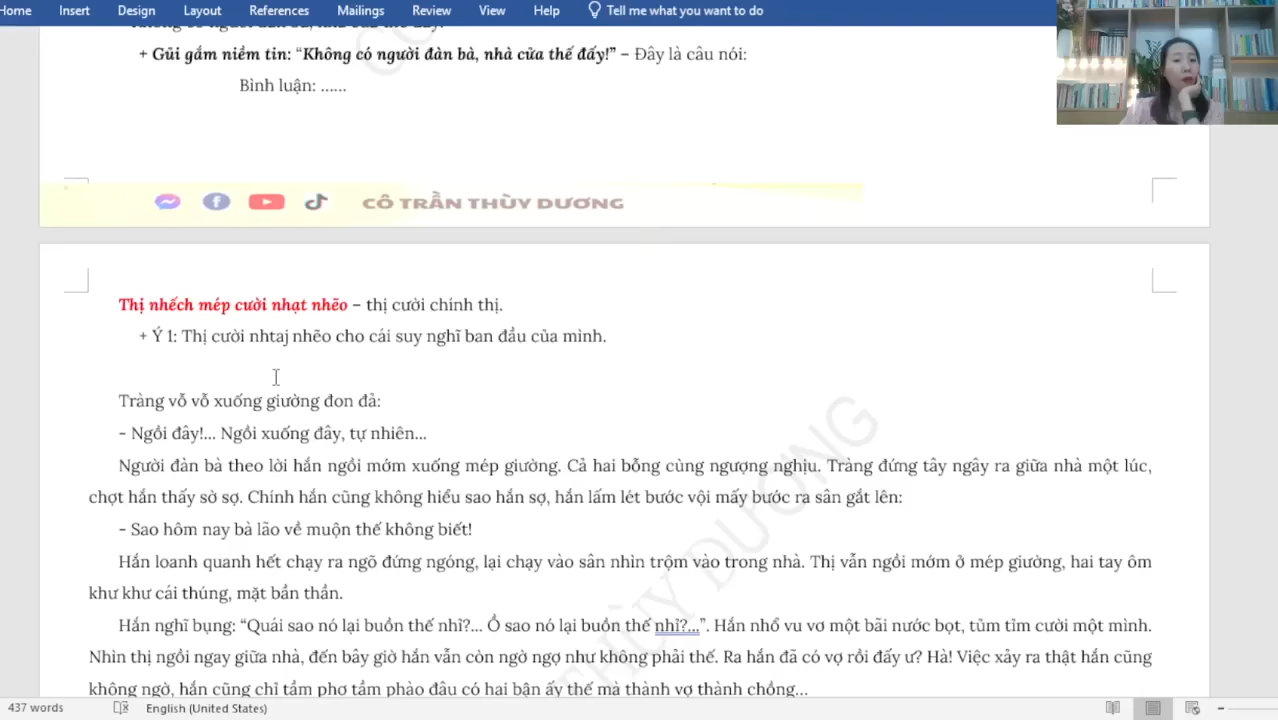 Home Insert Design Layout References Mailings Review View Help Tell me what you want to do
+ Gửi gắm niềm tin: “Không có người đàn bà, nhà cửa thế đấy!” – Đây là câu nói:
Bình luận: ……
CÔ TRẦN THÙY DƯƠNG
Thị nhếch mép cười nhạt nhẽo – thị cười chính thị.
+ Ý 1: Thị cười nhtaj nhẽo cho cái suy nghĩ ban đầu của mình.
Tràng vỗ vỗ xuống giường đon đả:
- Ngồi đây!... Ngồi xuống đây, tự nhiên...
Người đàn bà theo lời hắn ngồi mớm xuống mép giường. Cả hai bỗng cùng ngượng nghịu. Tràng đứng tây ngây ra giữa nhà một lúc,
chợt hắn thấy sờ sợ. Chính hắn cũng không hiểu sao hắn sợ, hắn lấm lét bước vội mấy bước ra sân gắt lên:
- Sao hôm nay bà lão về muộn thế không biết!
Hắn loanh quanh hết chạy ra ngõ đứng ngóng, lại chạy vào sân nhìn trộm vào trong nhà. Thị vẫn ngồi mớm ở mép giường, hai tay ôm
khư khư cái thúng, mặt bần thần.
Hắn nghĩ bụng: “Quái sao nó lại buồn thế nhỉ?... Ồ sao nó lại buồn thế nhỉ?...”. Hắn nhổ vu vơ một bãi nước bọt, tủm tỉm cười một mình.
Nhìn thị ngồi ngay giữa nhà, đến bây giờ hắn vẫn còn ngờ ngợ như không phải thế. Ra hắn đã có vợ rồi đấy ư? Hà! Việc xảy ra thật hắn cũng
không ngờ, hắn cũng chỉ tầm phơ tầm phào đâu có hai bận ấy thế mà thành vợ thành chồng…
THÙY DƯƠNG
437 words English (United States)